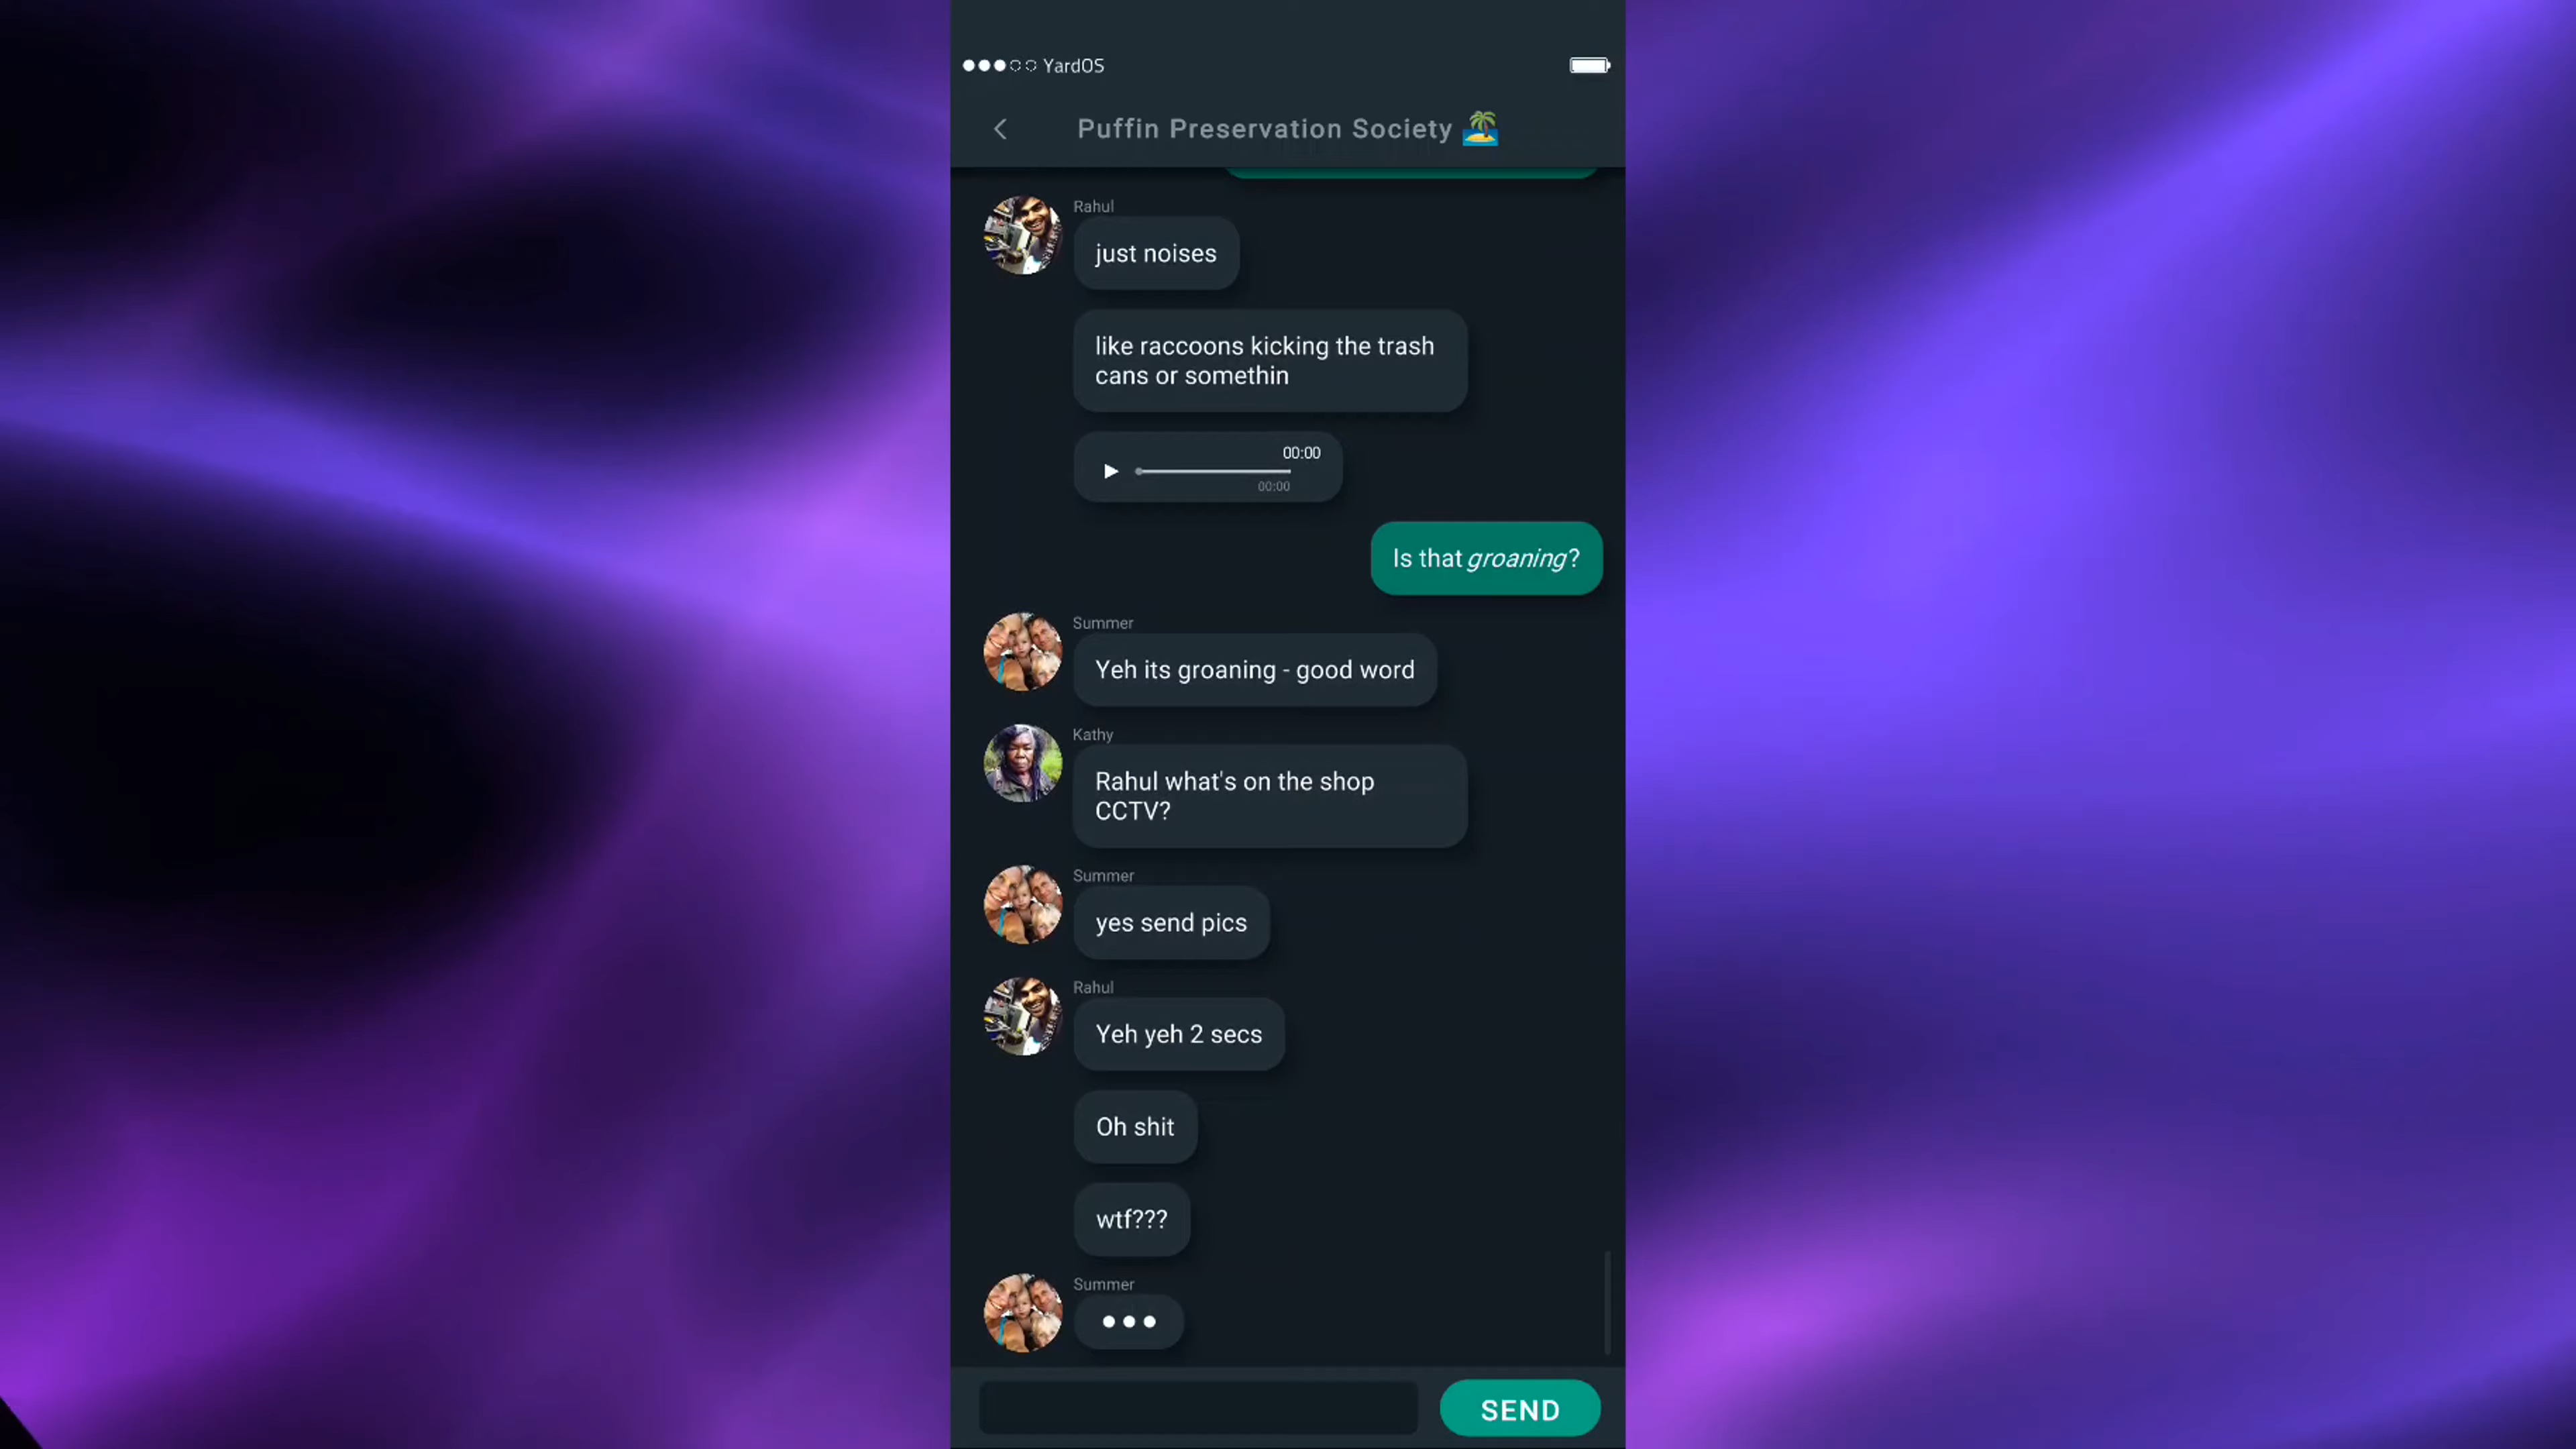 YardOS
Puffin Preservation Society
Rahul
just noises
like raccoons kicking the trash
cans or somethin
00:00
00:00
Is that groaning?
Summer
Yeh its groaning - good word
Kathy
Rahul what's on the shop
CCTV?
Summer
yes send pics
Rahul
Yeh yeh 2 secs
Oh shit
wtf???
Summer
SEND